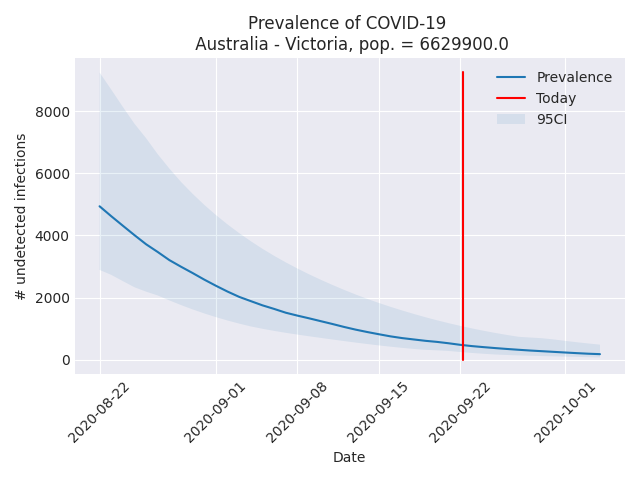 Prevalence of COVID-19
Australia - Victoria, pop. = 6629900.0
Prevalence
Today
95CI
8000
6000
4000
2000
0
# undetected infections
2020-08-22
2020-09-01
2020-09-08
2020-09-15
2020-09-22
2020-10-01
Date